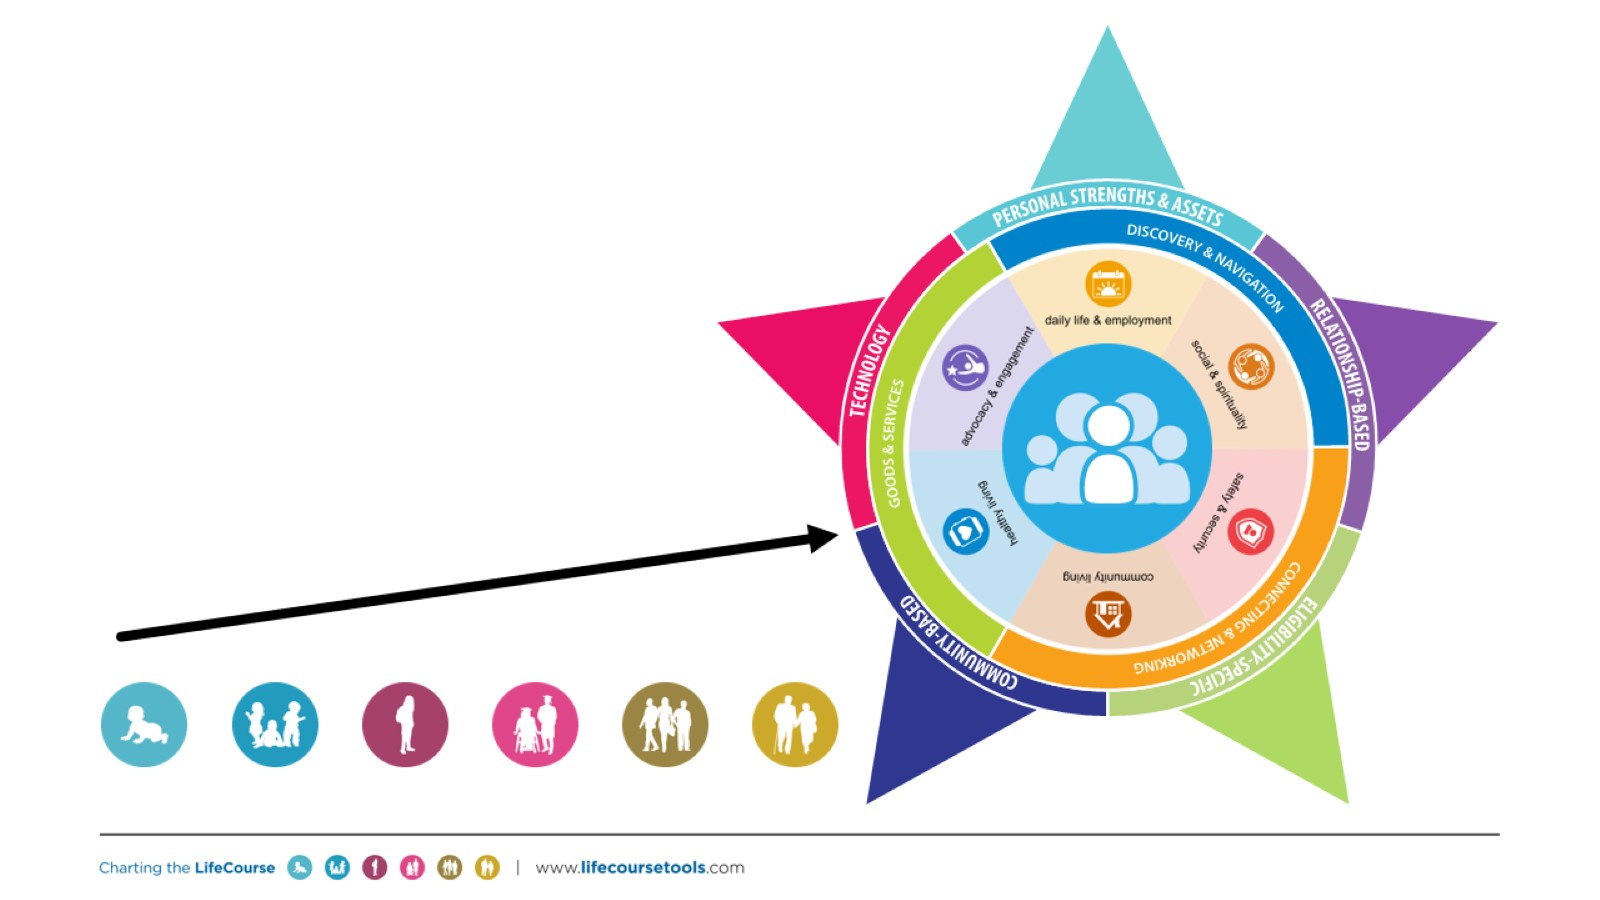 PERSONAL STRENGTHS & ASSETS
DISCOVERY & NAVIGATION
TECHNOLOGY
RELATIONSHIP-BASED
GOODS & SERVICES
daily life & employment
advocacy & engagement
social & spirituality
healthy living
safety & security
community living
CONNECTING & NETWORKING
COMMUNITY-BASED
ELIGIBILITY-SPECIFIC
Charting the LifeCourse | www.lifecoursetools.com